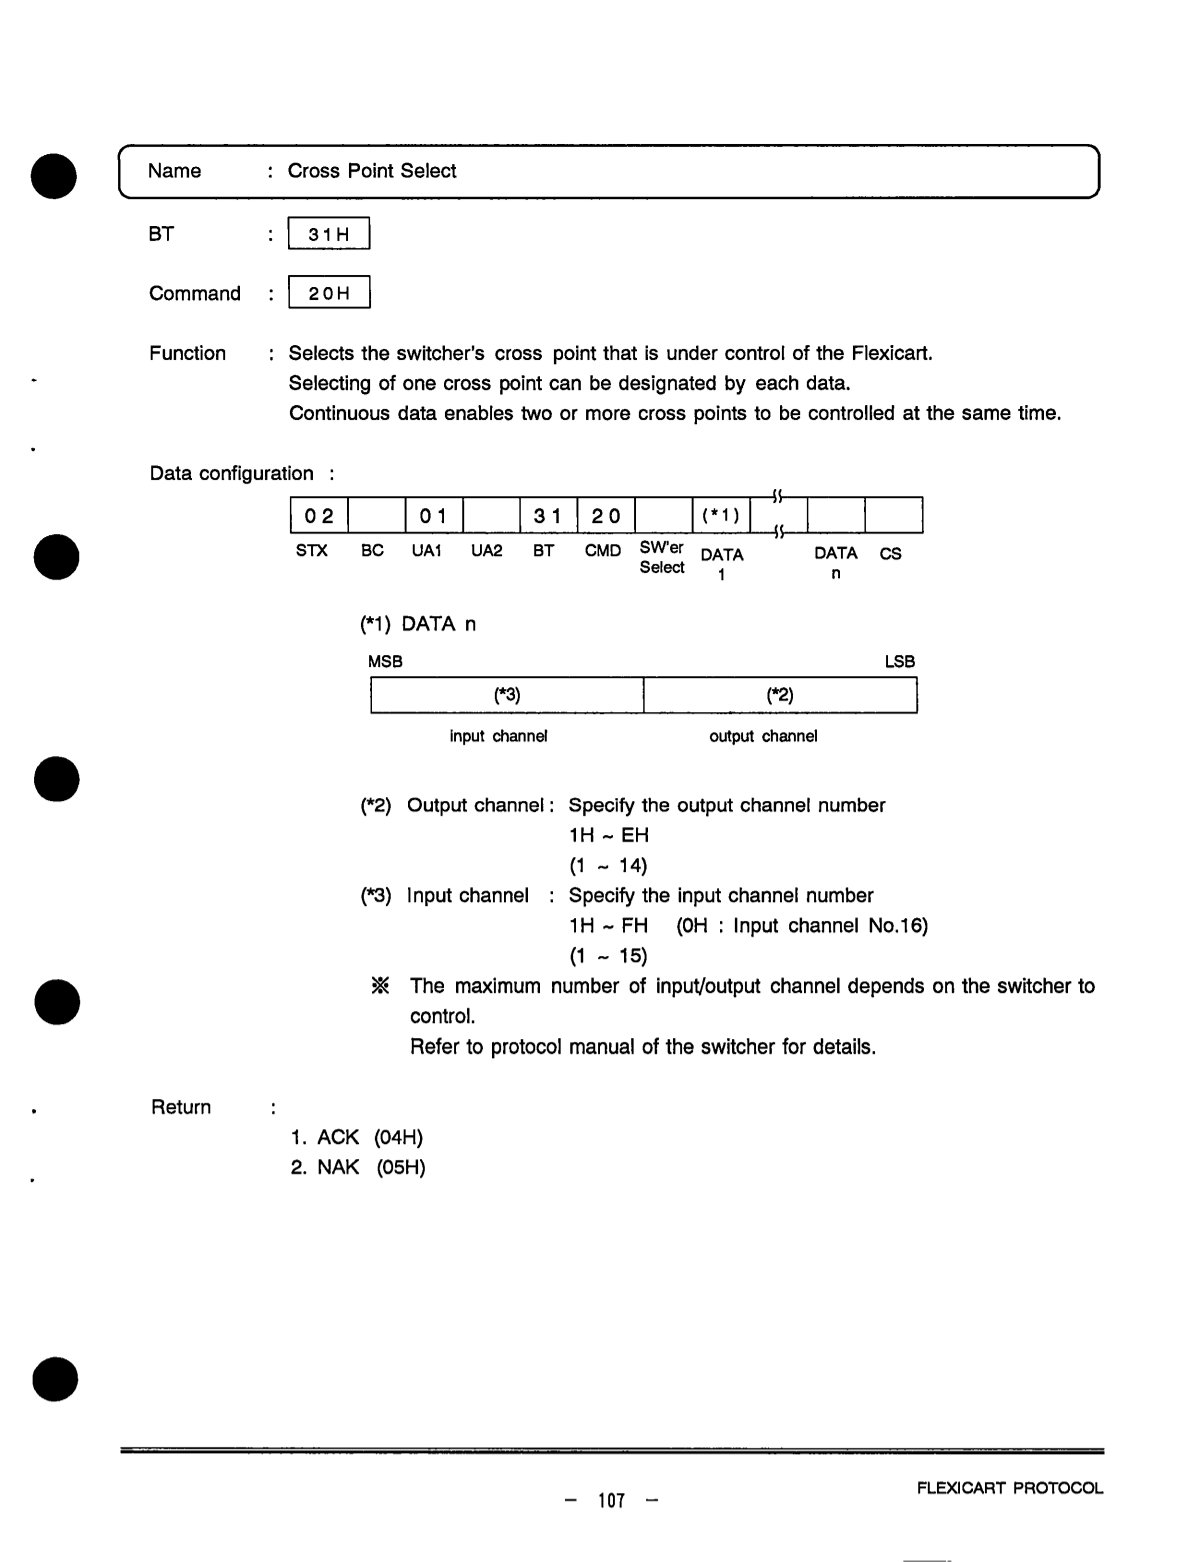 Name : Cross Point Select
BT : 31H
Command : 20H
Function : Selects the switcher's cross point that is under control of the Flexicart.
Selecting of one cross point can be designated by each data.
Continuous data enables two or more cross points to be controlled at the same time.
Data configuration :
02 01 31 20 (*1)
STX BC UA1 UA2 BT CMD SW'er Select DATA 1 DATA n CS
(*1) DATA n
MSB LSB
(*3) (*2)
input channel output channel
(*2) Output channel : Specify the output channel number
1H ~ EH
(1 ~ 14)
(*3) Input channel : Specify the input channel number
1H ~ FH (0H : Input channel No.16)
(1 ~ 15)
※ The maximum number of input/output channel depends on the switcher to
control.
Refer to protocol manual of the switcher for details.
Return :
1. ACK (04H)
2. NAK (05H)
FLEXICART PROTOCOL
– 107 –